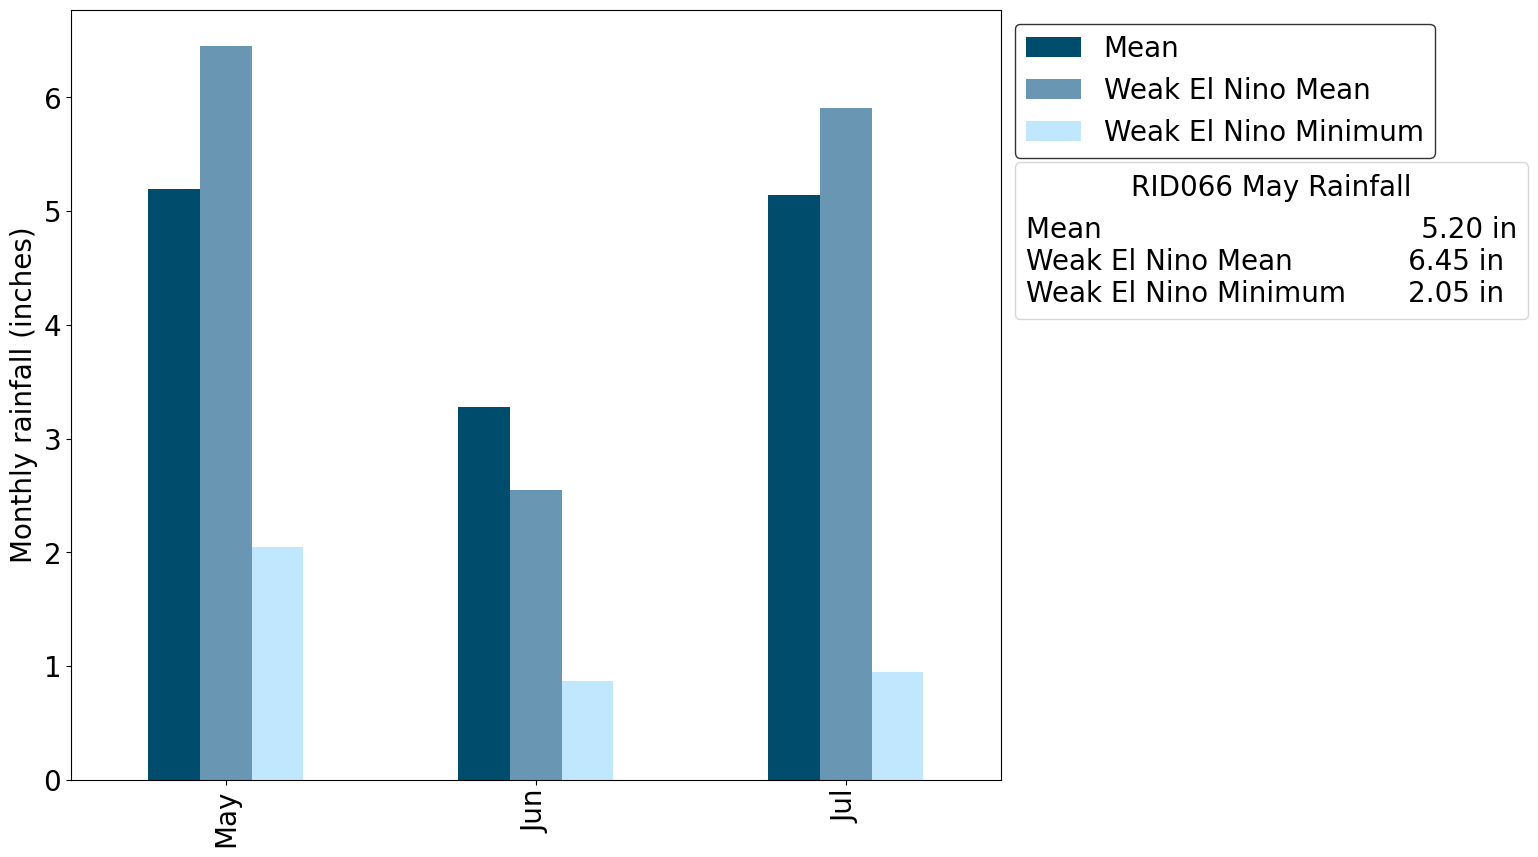 Monthly rainfall (inches)
6
5
4
3
2
1
0
May
Jun
Jul
Mean
Weak El Nino Mean
Weak El Nino Minimum
RID066 May Rainfall
Mean 5.20 in
Weak El Nino Mean 6.45 in
Weak El Nino Minimum 2.05 in